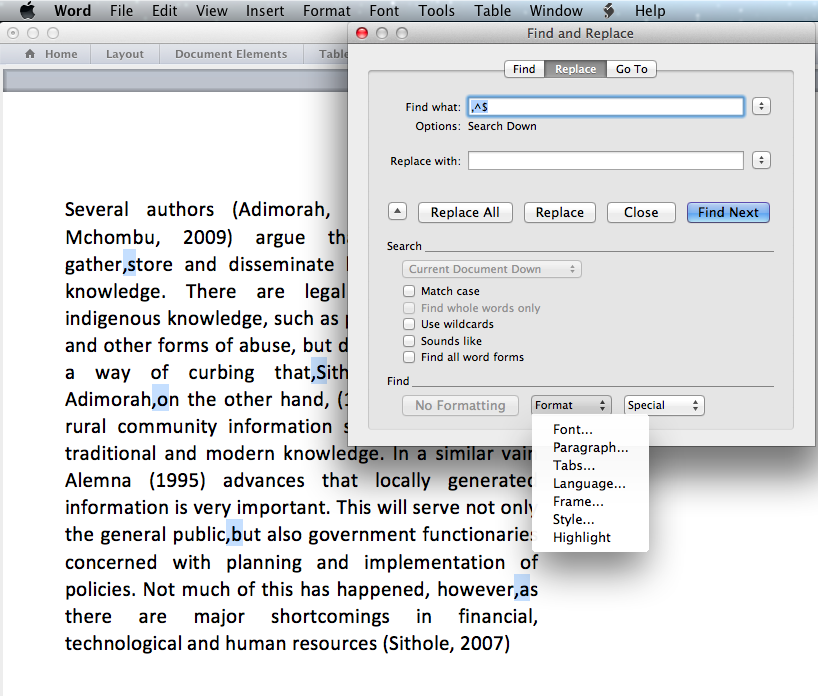 Word File Edit View Insert Format Font Tools Table Window Help
Home Layout Document Elements Table
Find and Replace
Find Replace Go To
Find what: ,^$
Options: Search Down
Replace with:
Replace All Replace Close Find Next
Search
Current Document Down
Match case
Find whole words only
Use wildcards
Sounds like
Find all word forms
Find
No Formatting Format Special
Font...
Paragraph...
Tabs...
Language...
Frame...
Style...
Highlight
Several authors (Adimorah,
Mchombu, 2009) argue
gather,store and disseminate
knowledge. There are legal
indigenous knowledge, such as
and other forms of abuse, but
a way of curbing that,Sith
Adimorah,on the other hand, (1
rural community information
traditional and modern knowledge. In a similar vain
Alemna (1995) advances that locally generated
information is very important. This will serve not only
the general public,but also government functionaries
concerned with planning and implementation of
policies. Not much of this has happened, however,as
there are major shortcomings in financial,
technological and human resources (Sithole, 2007)